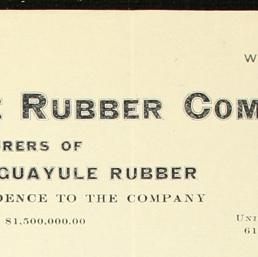 W
E RUBBER COM
RERS OF
GUAYULE RUBBER
DENCE TO THE COMPANY
$1,500,000.00
UNI
61